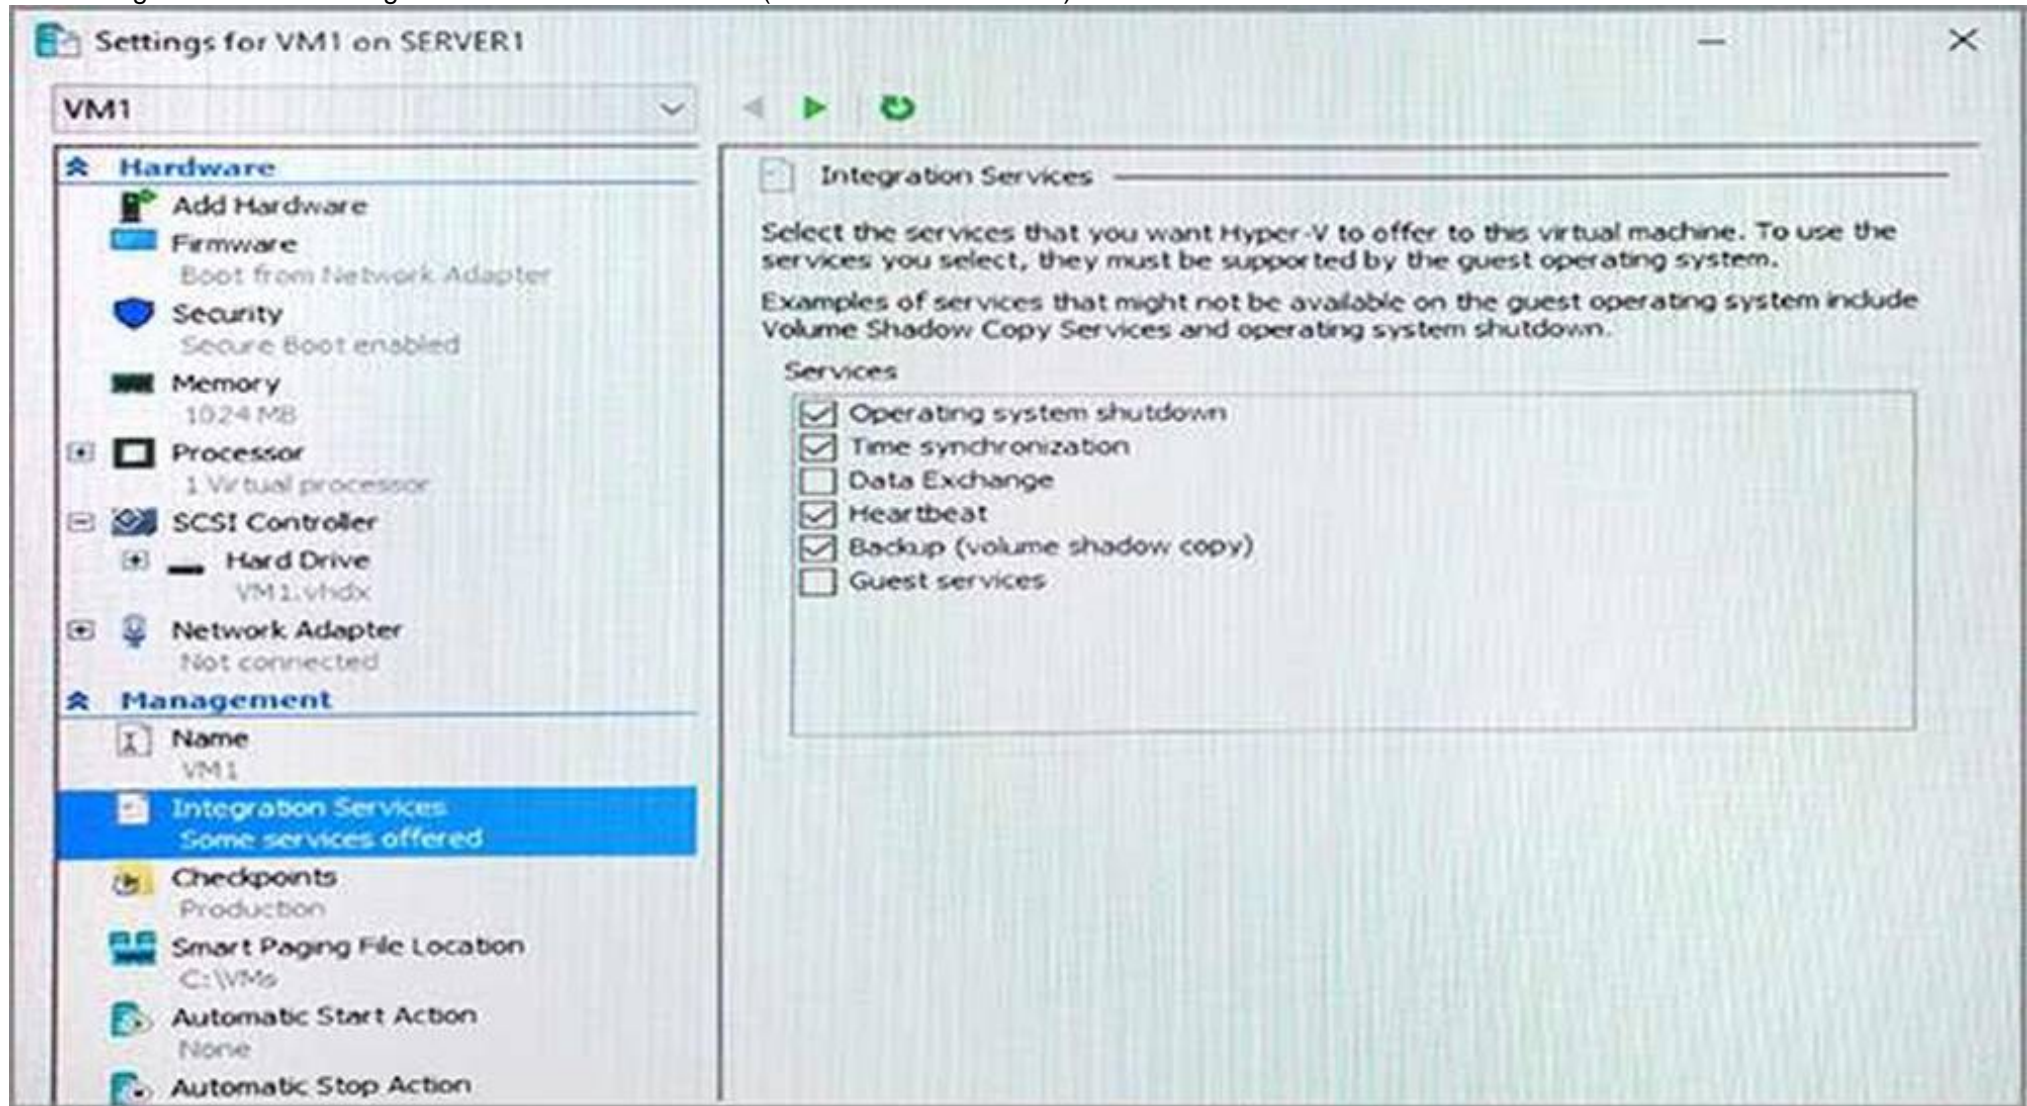 Settings for VM1 on SERVER1
VM1
Hardware
Add Hardware
Firmware
Boot from Network Adapter
Security
Secure Boot enabled
Memory
1024 MB
Processor
1 Virtual processor
SCSI Controller
Hard Drive
VM1.vhdx
Network Adapter
Not connected
Management
Name
VM1
Integration Services
Some services offered
Checkpoints
Production
Smart Paging File Location
C:\VMs
Automatic Start Action
None
Automatic Stop Action
Integration Services
Select the services that you want Hyper-V to offer to this virtual machine. To use the
services you select, they must be supported by the guest operating system.
Examples of services that might not be available on the guest operating system include
Volume Shadow Copy Services and operating system shutdown.
Services
Operating system shutdown
Time synchronization
Data Exchange
Heartbeat
Backup (volume shadow copy)
Guest services